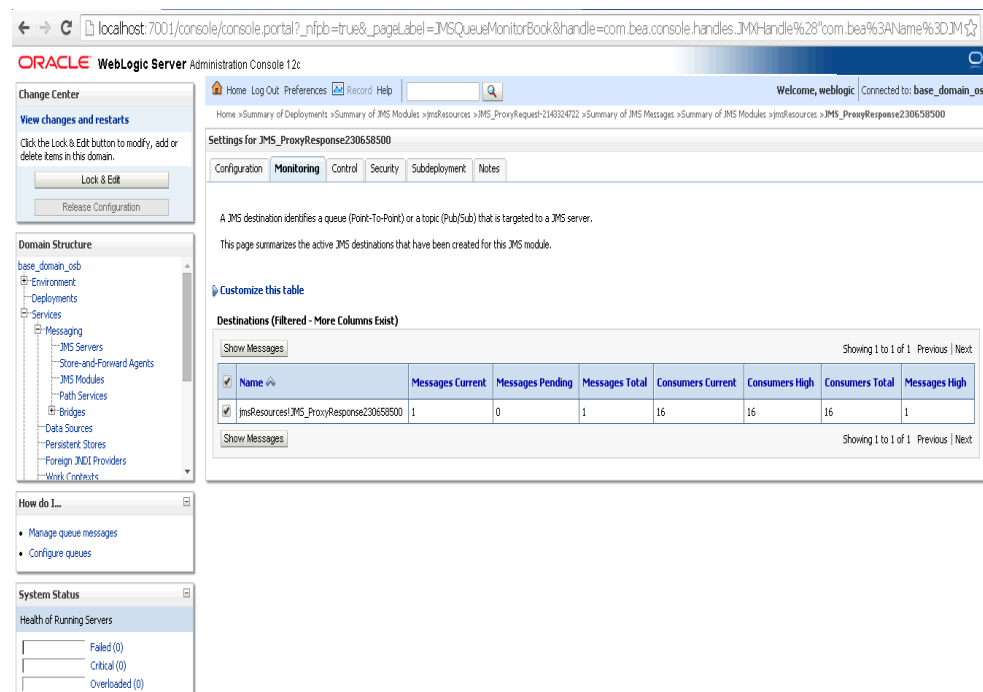 localhost:7001/console/console.portal?_nfpb=true&_pageLabel=JMSQueueMonitorBook&handle=com.bea.console.handles.JMXHandle%28"com.bea%3AName%3DJM
ORACLE WebLogic Server Administration Console 12c
Change Center
View changes and restarts
Click the Lock & Edit button to modify, add or
delete items in this domain.
Lock & Edit
Release Configuration
Domain Structure
base_domain_osb
Environment
Deployments
Services
Messaging
JMS Servers
Store-and-Forward Agents
JMS Modules
Path Services
Bridges
Data Sources
Persistent Stores
Foreign JNDI Providers
Work Contexts
How do I...
Manage queue messages
Configure queues
System Status
Health of Running Servers
Failed (0)
Critical (0)
Overloaded (0)
Home Log Out Preferences Record Help
Welcome, weblogic Connected to: base_domain_os
Home >Summary of Deployments >Summary of JMS Modules >jmsResources >JMS_ProxyRequest-2143324722 >Summary of JMS Messages >Summary of JMS Modules >jmsResources >JMS_ProxyResponse230658500
Settings for JMS_ProxyResponse230658500
Configuration Monitoring Control Security Subdeployment Notes
A JMS destination identifies a queue (Point-To-Point) or a topic (Pub/Sub) that is targeted to a JMS server.
This page summarizes the active JMS destinations that have been created for this JMS module.
Customize this table
Destinations (Filtered - More Columns Exist)
Show Messages
Showing 1 to 1 of 1 Previous | Next
Name Messages Current Messages Pending Messages Total Consumers Current Consumers High Consumers Total Messages High
jmsResources!JMS_ProxyResponse230658500 1 0 1 16 16 16 1
Show Messages
Showing 1 to 1 of 1 Previous | Next